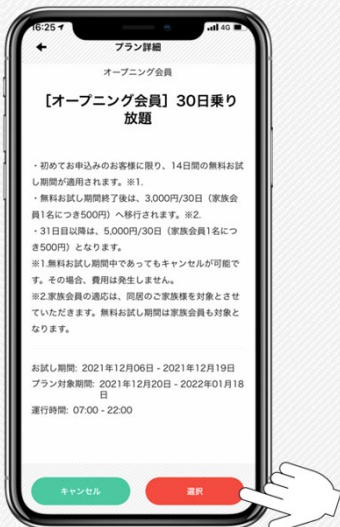 16:25
4G
プラン詳細
オープニング会員
[オープニング会員] 30日乗り
放題
・初めてお申込みのお客様に限り、14日間の無料お試
し期間が適用されます。※1.
・無料お試し期間終了後は、3,000円/30日（家族会
員1名につき500円）へ移行されます。※2.
・31日目以降は、5,000円/30日（家族会員1名につ
き500円）となります。
※1.無料お試し期間中であってもキャンセルが可能で
す。その場合、費用は発生しません。
※2.家族会員の適応は、同居のご家族様を対象とさせ
ていただきます。無料お試し期間は家族会員も対象と
なります。
お試し期間: 2021年12月06日 - 2021年12月19日
プラン対象期間: 2021年12月20日 - 2022年01月18
日
運行時間: 07:00 - 22:00
キャンセル
選択